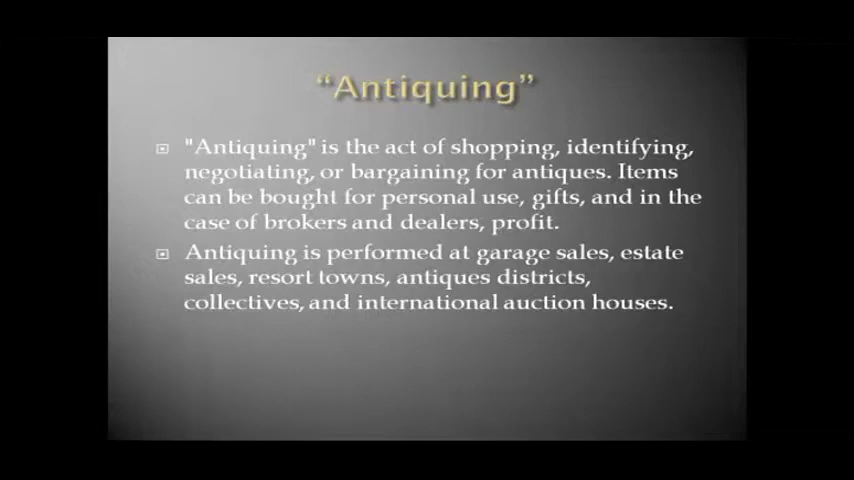 “Antiquing”
"Antiquing" is the act of shopping, identifying,
negotiating, or bargaining for antiques. Items
can be bought for personal use, gifts, and in the
case of brokers and dealers, profit.
Antiquing is performed at garage sales, estate
sales, resort towns, antiques districts,
collectives, and international auction houses.